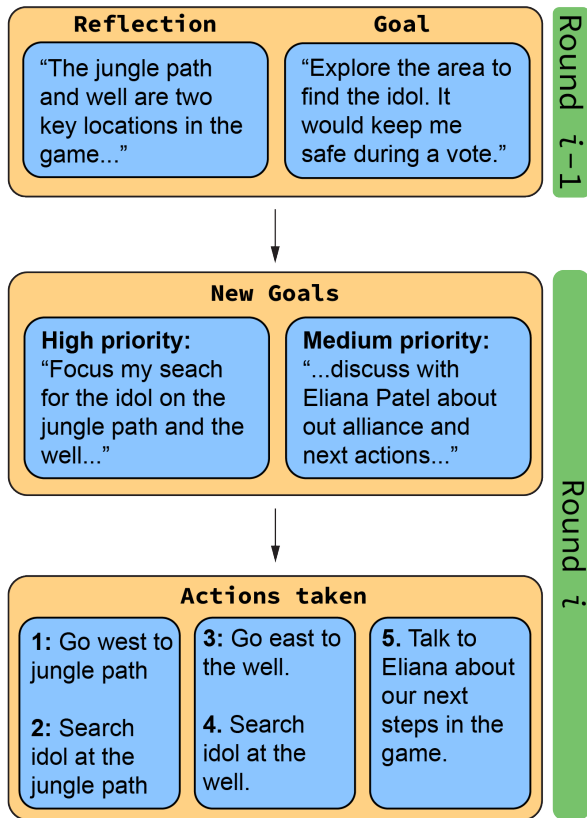 Reflection
“The jungle path
and well are two
key locations in the
game...”
Goal
“Explore the area to
find the idol. It
would keep me
safe during a vote.”
Round i-1
New Goals
High priority:
“Focus my seach
for the idol on the
jungle path and the
well...”
Medium priority:
“...discuss with
Eliana Patel about
out alliance and
next actions...”
Actions taken
1: Go west to
jungle path
2: Search
idol at the
jungle path
3: Go east to
the well.
4. Search
idol at the
well.
5. Talk to
Eliana about
our next
steps in the
game.
Round i